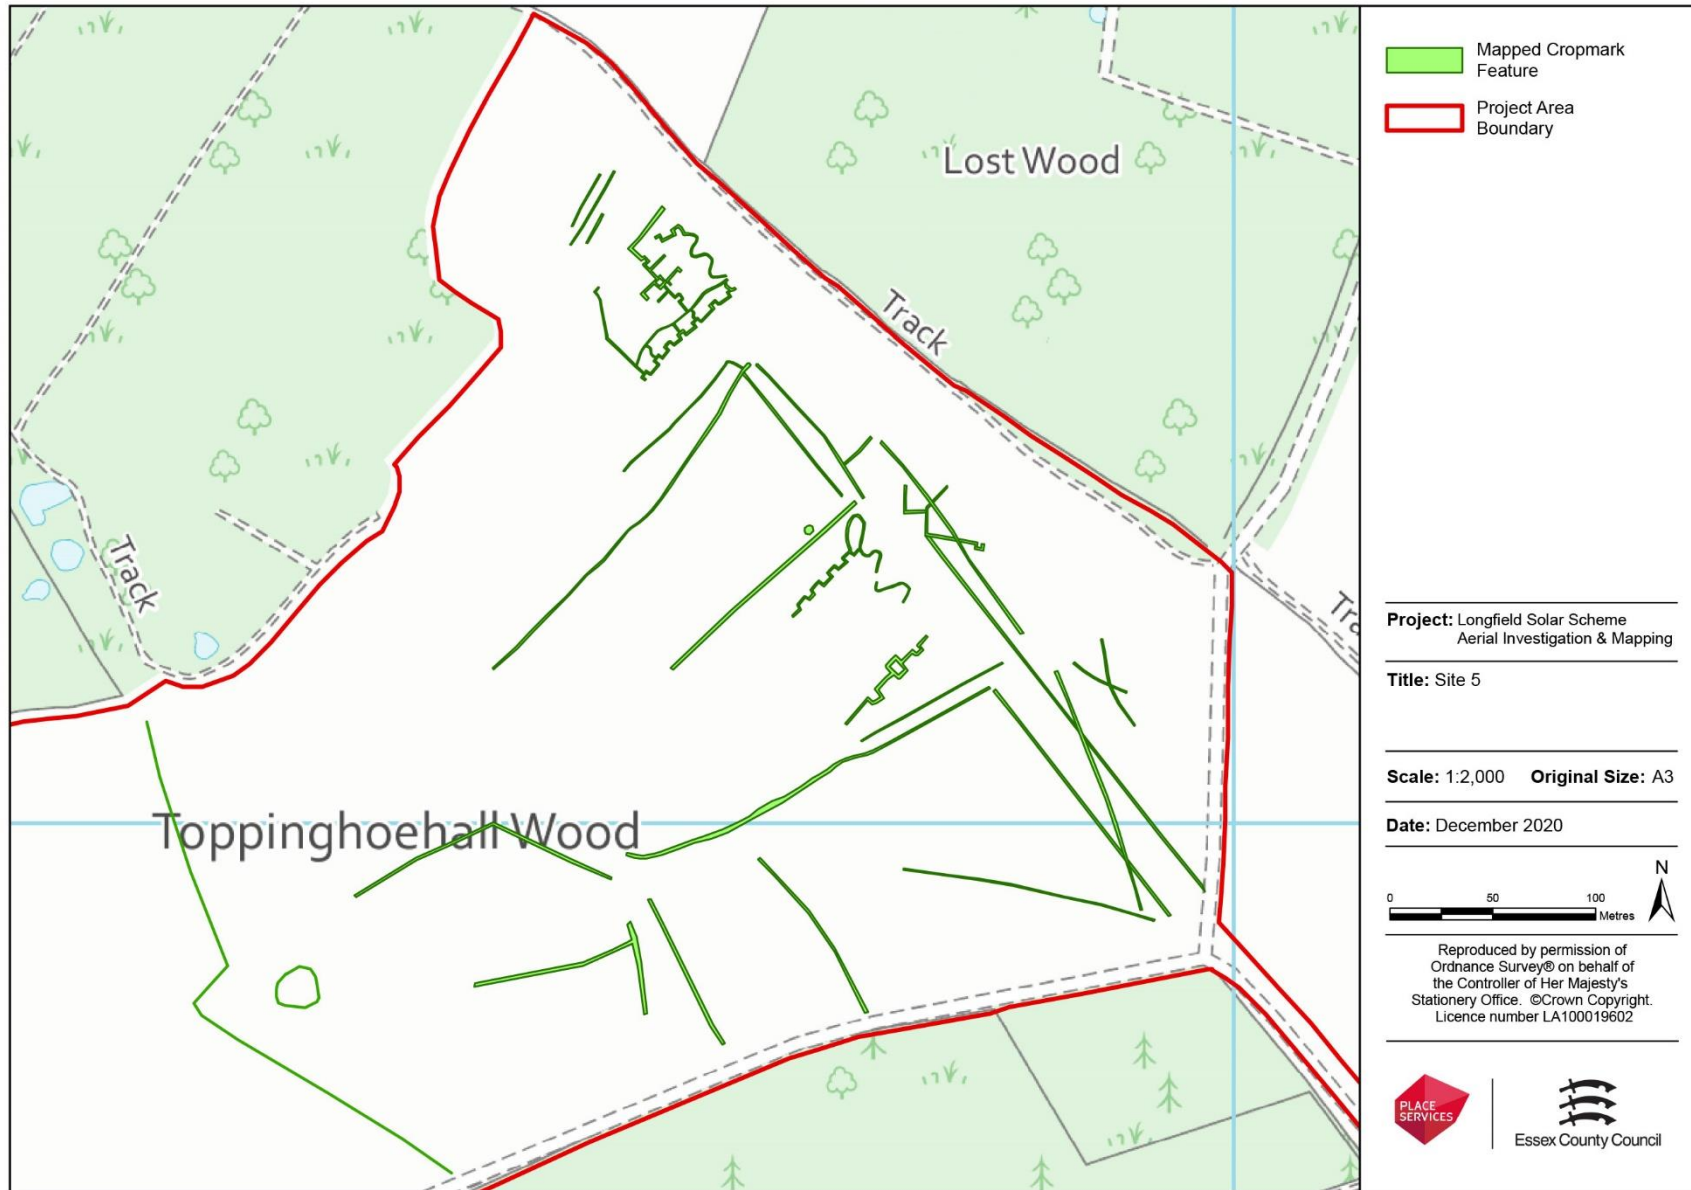 Lost Wood
Track
Track
Toppinghoehall Wood
Mapped Cropmark
Feature
Project Area
Boundary
Project: Longfield Solar Scheme
Aerial Investigation & Mapping
Title: Site 5
Scale: 1:2,000 Original Size: A3
Date: December 2020
N
0 50 100
Metres
Reproduced by permission of
Ordnance Survey® on behalf of
the Controller of Her Majesty's
Stationery Office. ©Crown Copyright.
Licence number LA100019602
PLACE
SERVICES
Essex County Council